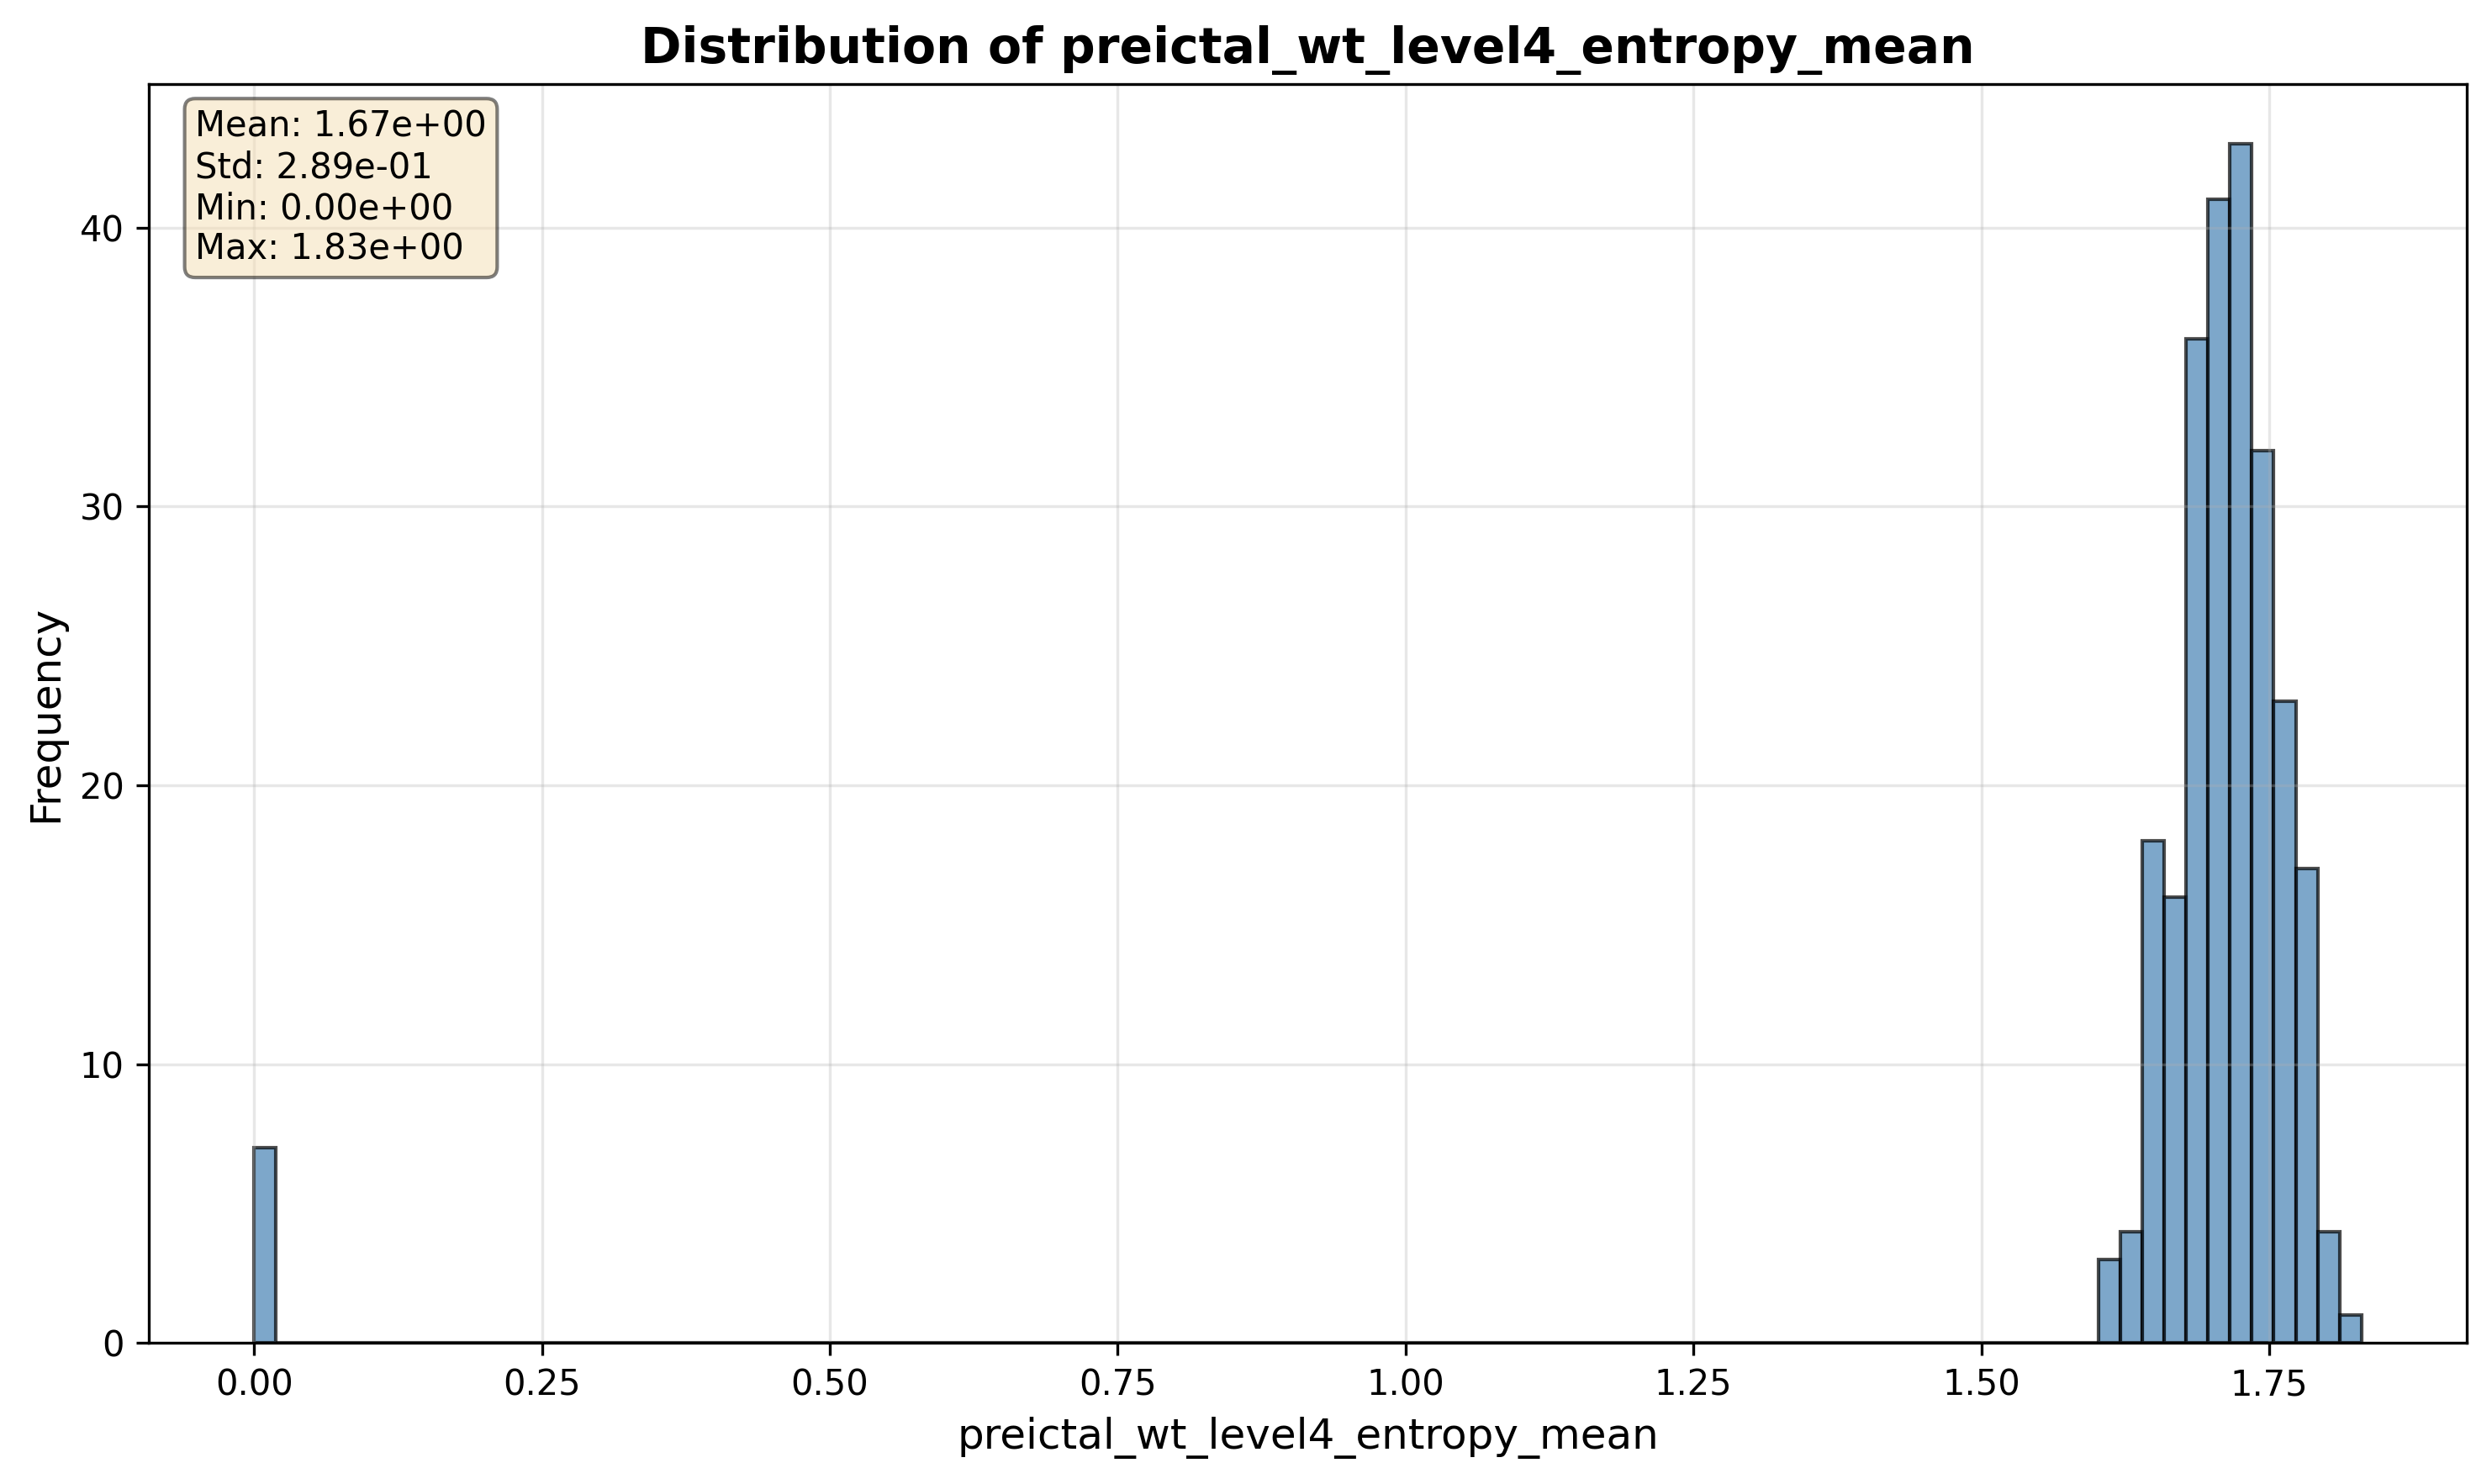 Distribution of preictal_wt_level4_entropy_mean
Mean: 1.67e+00
Std: 2.89e-01
Min: 0.00e+00
Max: 1.83e+00
Frequency
40
30
20
10
0
0.00 0.25 0.50 0.75 1.00 1.25 1.50 1.75
preictal_wt_level4_entropy_mean